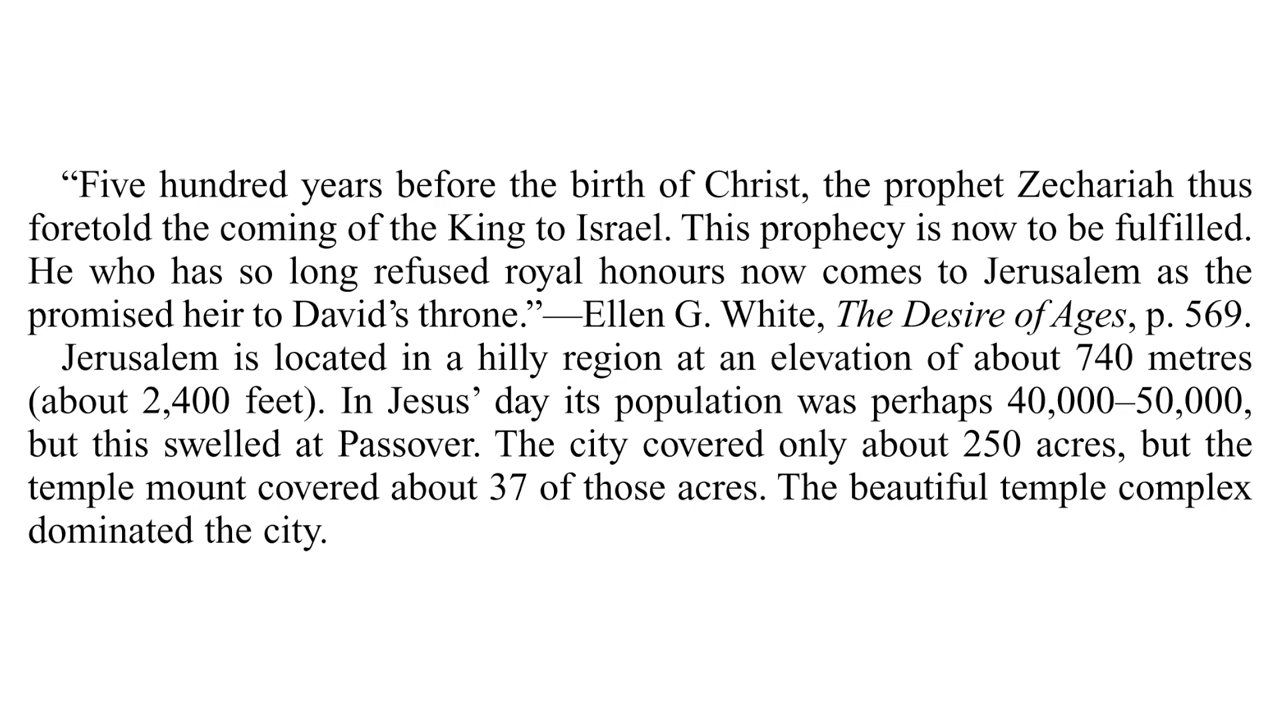 “Five hundred years before the birth of Christ, the prophet Zechariah thus
foretold the coming of the King to Israel. This prophecy is now to be fulfilled.
He who has so long refused royal honours now comes to Jerusalem as the
promised heir to David’s throne.”—Ellen G. White, The Desire of Ages, p. 569.
Jerusalem is located in a hilly region at an elevation of about 740 metres
(about 2,400 feet). In Jesus’ day its population was perhaps 40,000–50,000,
but this swelled at Passover. The city covered only about 250 acres, but the
temple mount covered about 37 of those acres. The beautiful temple complex
dominated the city.